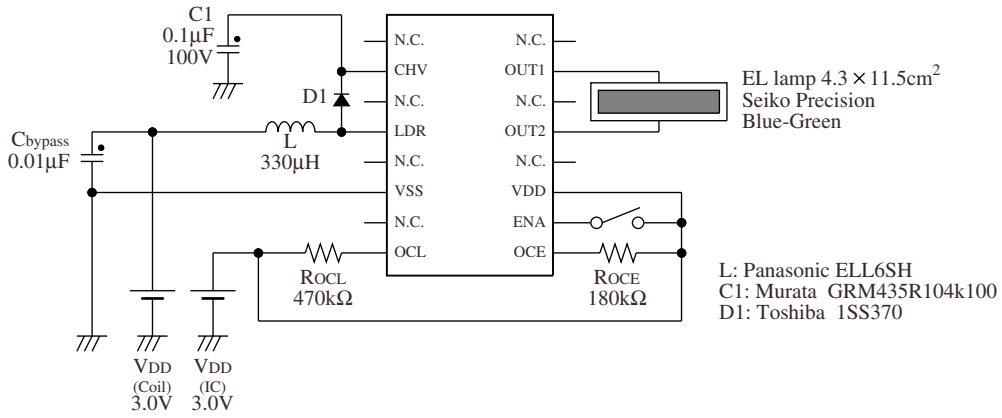 C1
0.1µF
100V
D1
Cbypass
0.01µF
L
330µH
N.C.
CHV
N.C.
LDR
N.C.
VSS
N.C.
OCL
N.C.
OUT1
N.C.
OUT2
N.C.
VDD
ENA
OCE
EL lamp 4.3 × 11.5cm²
Seiko Precision
Blue-Green
ROCL
470kΩ
ROCE
180kΩ
L: Panasonic ELL6SH
C1: Murata GRM435R104k100
D1: Toshiba 1SS370
VDD
(Coil)
3.0V
VDD
(IC)
3.0V